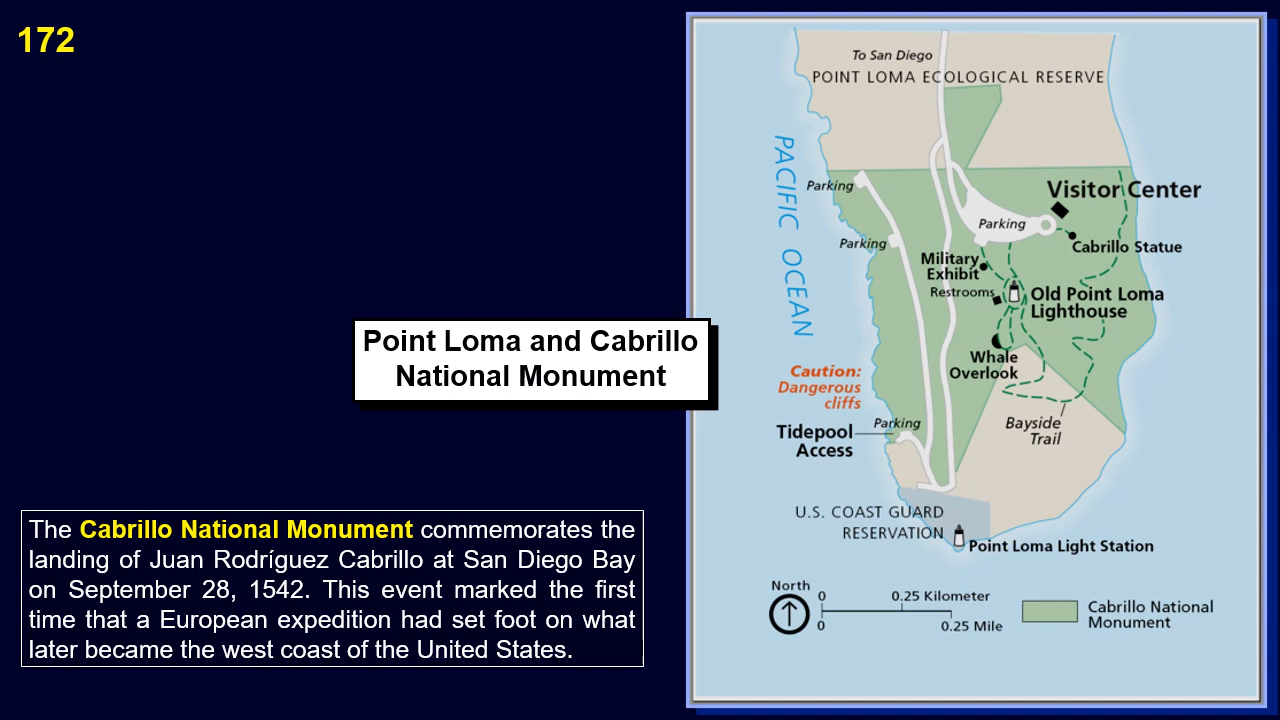 172
To San Diego
POINT LOMA ECOLOGICAL RESERVE
PACIFIC OCEAN
Parking
Visitor Center
Parking
Parking
Cabrillo Statue
Military
Exhibit
Restrooms
Old Point Loma
Lighthouse
Whale
Overlook
Caution:
Dangerous
cliffs
Parking
Tidepool
Access
Bayside
Trail
U.S. COAST GUARD
RESERVATION
Point Loma Light Station
North
0
0.25 Kilometer
0
0.25 Mile
Cabrillo National
Monument
Point Loma and Cabrillo
National Monument
The Cabrillo National Monument commemorates the
landing of Juan Rodríguez Cabrillo at San Diego Bay
on September 28, 1542. This event marked the first
time that a European expedition had set foot on what
later became the west coast of the United States.